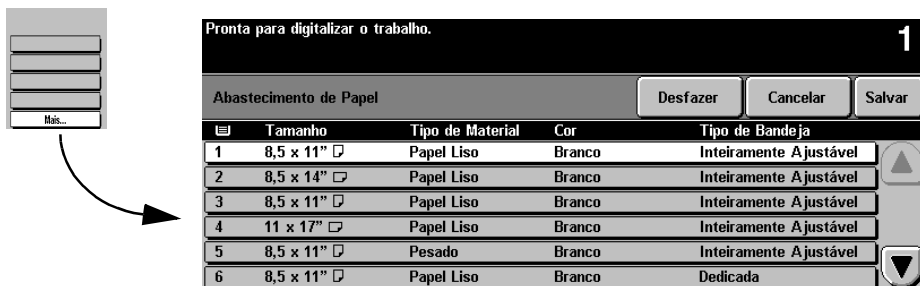 Mais...
Pronta para digitalizar o trabalho. 1
Abastecimento de Papel Desfazer Cancelar Salvar
Tamanho Tipo de Material Cor Tipo de Bandeja
1 8,5 x 11” Papel Liso Branco Inteiramente Ajustável
2 8,5 x 14” Papel Liso Branco Inteiramente Ajustável
3 8,5 x 11” Papel Liso Branco Inteiramente Ajustável
4 11 x 17” Papel Liso Branco Inteiramente Ajustável
5 8,5 x 11” Pesado Branco Inteiramente Ajustável
6 8,5 x 11” Papel Liso Branco Dedicada